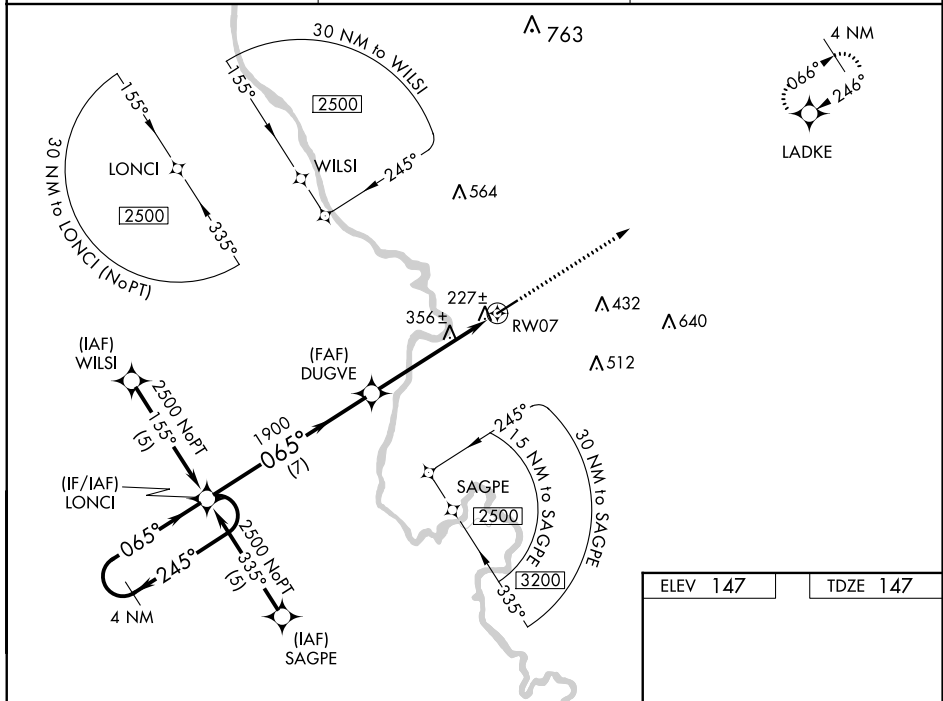 763
30 NM to WILSI
155°
2500
WILSI
245°
155°
LONCI
2500
335°
30 NM to LONCI (NoPT)
4 NM
066°
246°
LADKE
564
227±
356±
RW07
432
640
512
(FAF)
DUGVE
(IAF)
WILSI
2500 NoPT
155°
(5)
1900
065°
(7)
(IF/IAF)
LONCI
065°
245°
4 NM
2500 NoPT
335°
(5)
(IAF)
SAGPE
245°
15 NM to SAGPE
30 NM to SAGPE
SAGPE
2500
3200
335°
ELEV 147
TDZE 147